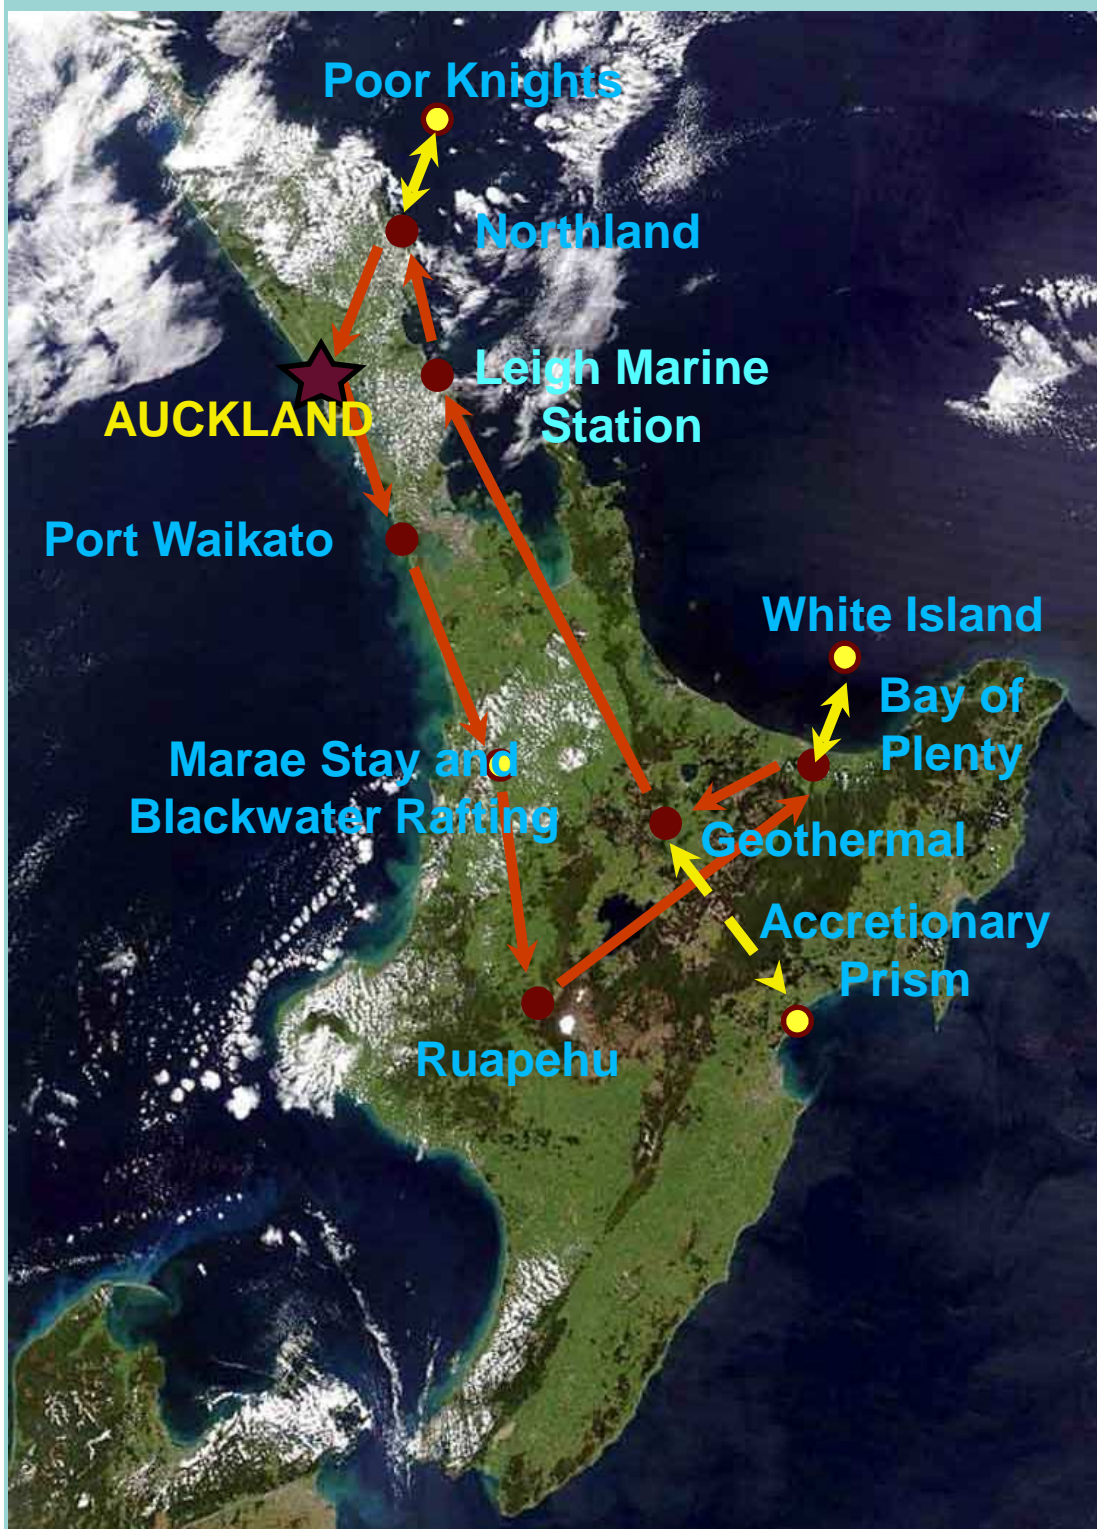 Poor Knights
Northland
Leigh Marine
Station
AUCKLAND
Port Waikato
White Island
Bay of
Plenty
Marae Stay and
Blackwater Rafting
Geothermal
Accretionary
Prism
Ruapehu